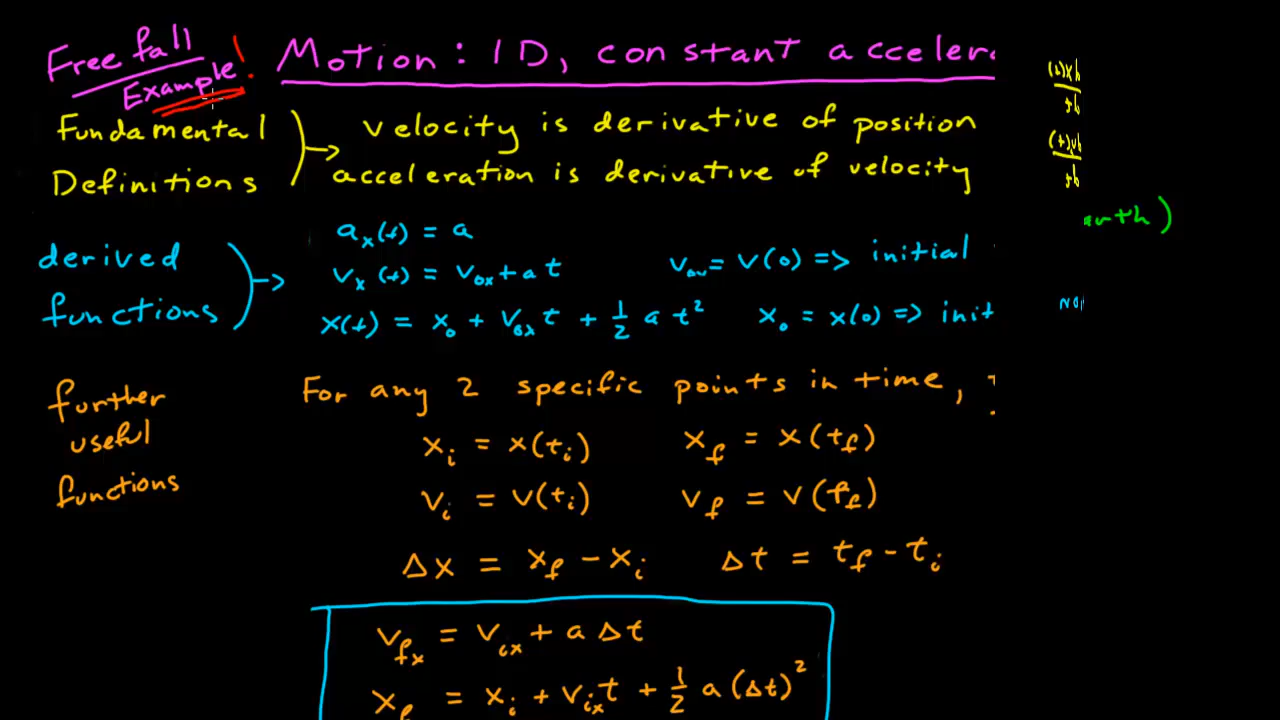 Free fall
Example!
Motion: 1D, constant acceler
Fundamental
Definitions
velocity is derivative of position
acceleration is derivative of velocity
arth)
derived
functions
aₓ(t) = a
vₓ(t) = v₀ₓ + a t
= v(0) => initial
x(t) = x₀ + v₀ₓ t + ½ a t²
x₀ = x(0) => init
further
useful
functions
For any 2 specific points in time,
xᵢ = x(tᵢ)
x_f = x(t_f)
vᵢ = v(tᵢ)
v_f = v(t_f)
Δx = x_f - xᵢ
Δt = t_f - tᵢ
v_fx = v_ix + a Δt
x_f = xᵢ + v_ix t + ½ a (Δt)²